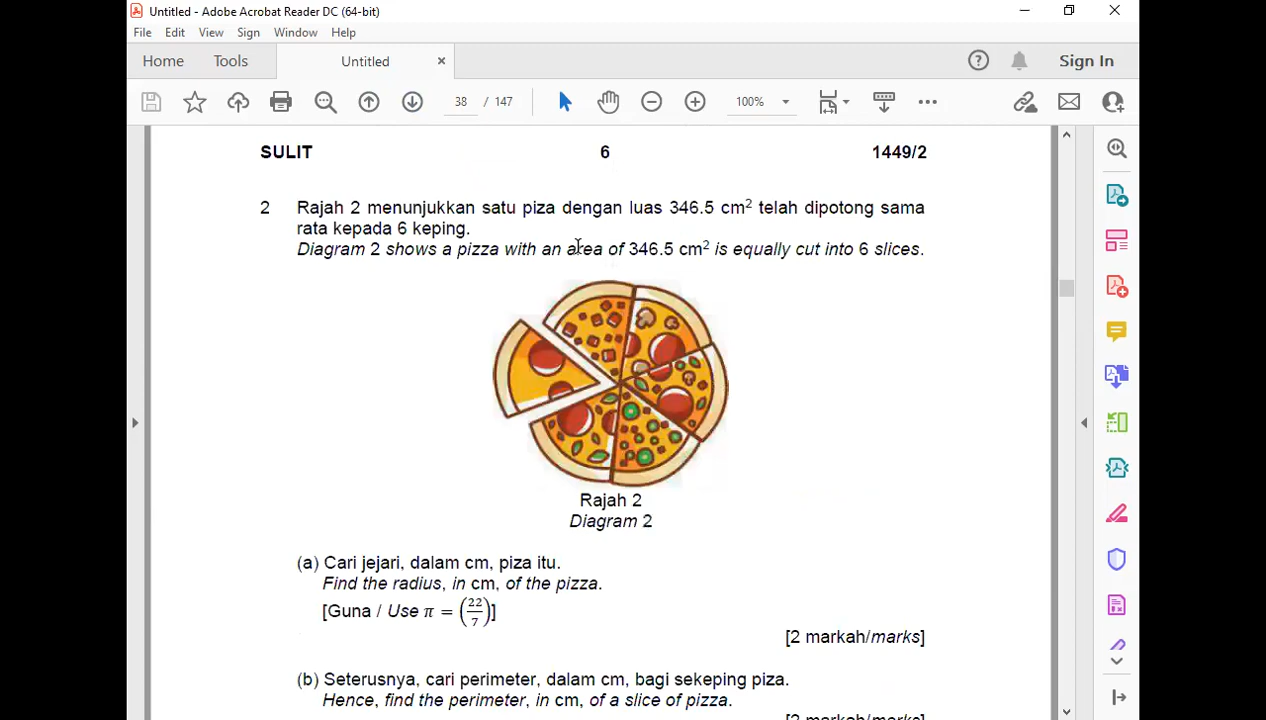 Untitled - Adobe Acrobat Reader DC (64-bit)
File Edit View Sign Window Help
Home Tools Untitled × Sign In
38 / 147 100%
SULIT 6 1449/2
2 Rajah 2 menunjukkan satu piza dengan luas 346.5 cm² telah dipotong sama
rata kepada 6 keping.
Diagram 2 shows a pizza with an area of 346.5 cm² is equally cut into 6 slices.
Rajah 2
Diagram 2
(a) Cari jejari, dalam cm, piza itu.
Find the radius, in cm, of the pizza.
[Guna / Use π = (22/7)]
[2 markah/marks]
(b) Seterusnya, cari perimeter, dalam cm, bagi sekeping piza.
Hence, find the perimeter, in cm, of a slice of pizza.
[2 markah/marks]